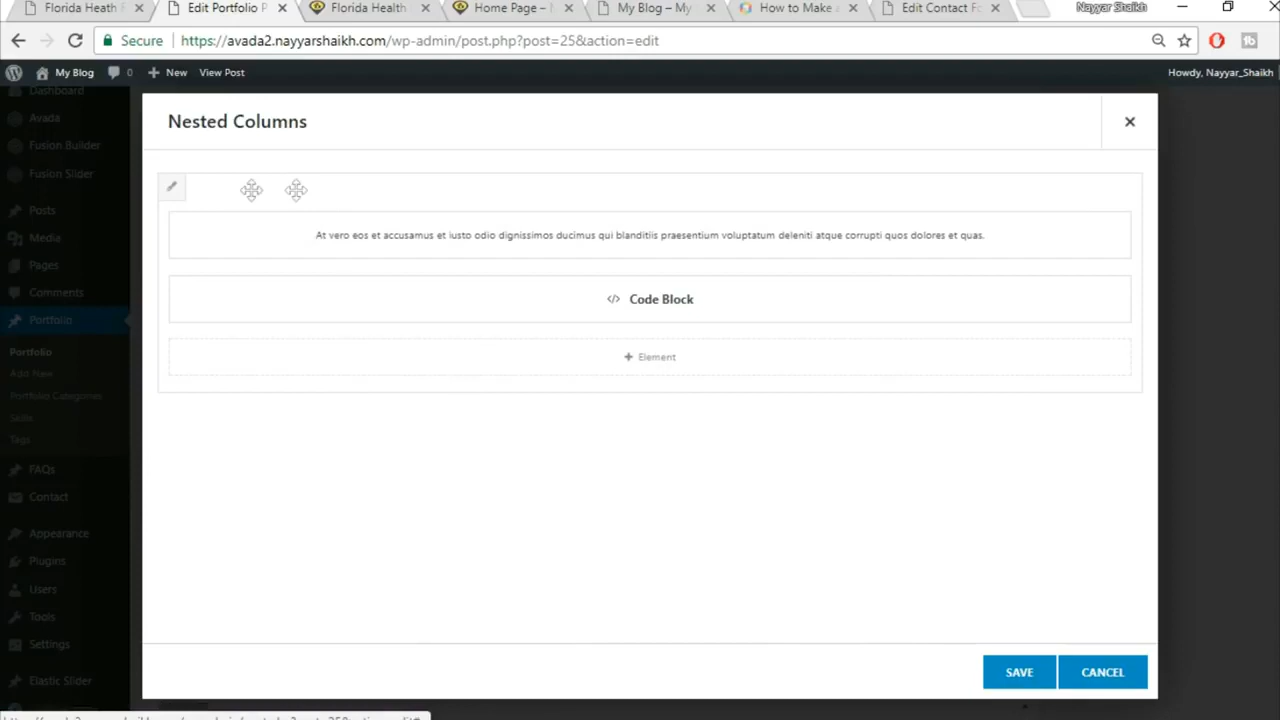 Florida Heath F
Edit Portfolio P
Florida Health
Home Page –
My Blog – My
How to Make
Edit Contact Fo
Nayyar Shaikh
Secure
https://avada2.nayyarshaikh.com/wp-admin/post.php?post=25&action=edit
My Blog
0
New
View Post
Howdy, Nayyar_Shaikh
Dashboard
Avada
Fusion Builder
Fusion Slider
Posts
Media
Pages
Comments
Portfolio
Portfolio
Add New
Portfolio Categories
Skills
Tags
FAQs
Contact
Appearance
Plugins
Users
Tools
Settings
Elastic Slider
Nested Columns
At vero eos et accusamus et iusto odio dignissimos ducimus qui blanditiis praesentium voluptatum deleniti atque corrupti quos dolores et quas.
Code Block
Element
SAVE
CANCEL